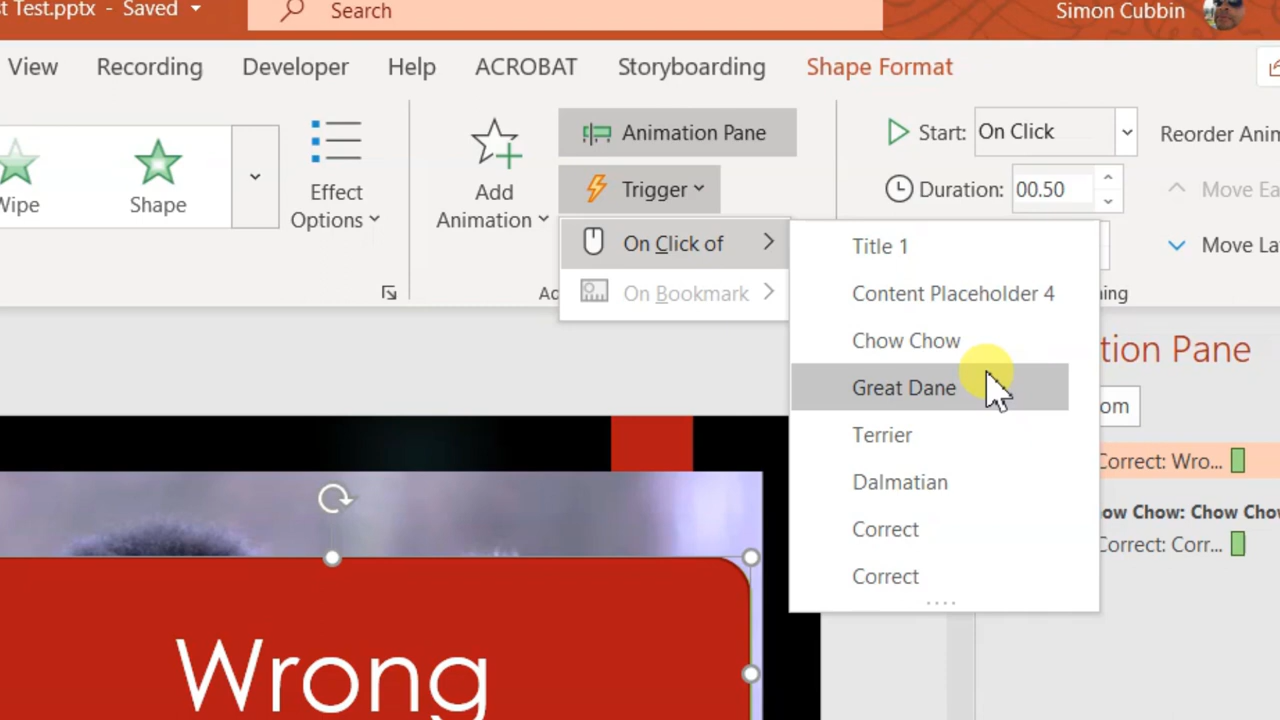 t Test.pptx - Saved
Search
Simon Cubbin
View Recording Developer Help ACROBAT Storyboarding Shape Format
Wipe
Shape
Effect
Options
Add
Animation
Animation Pane
Trigger
On Click of
On Bookmark
Start: On Click
Duration: 00.50
Reorder Anim
Move Ea
Move La
Ad
ing
Title 1
Content Placeholder 4
Chow Chow
Great Dane
Terrier
Dalmatian
Correct
Correct
tion Pane
om
Correct: Wro...
ow Chow: Chow Chow
Correct: Corr...
Wrong